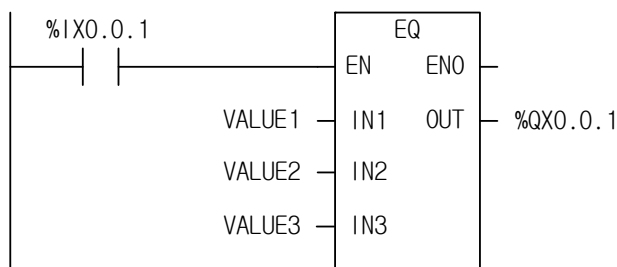 %IX0.0.1
EQ
EN ENO
VALUE1 IN1 OUT %QX0.0.1
VALUE2 IN2
VALUE3 IN3